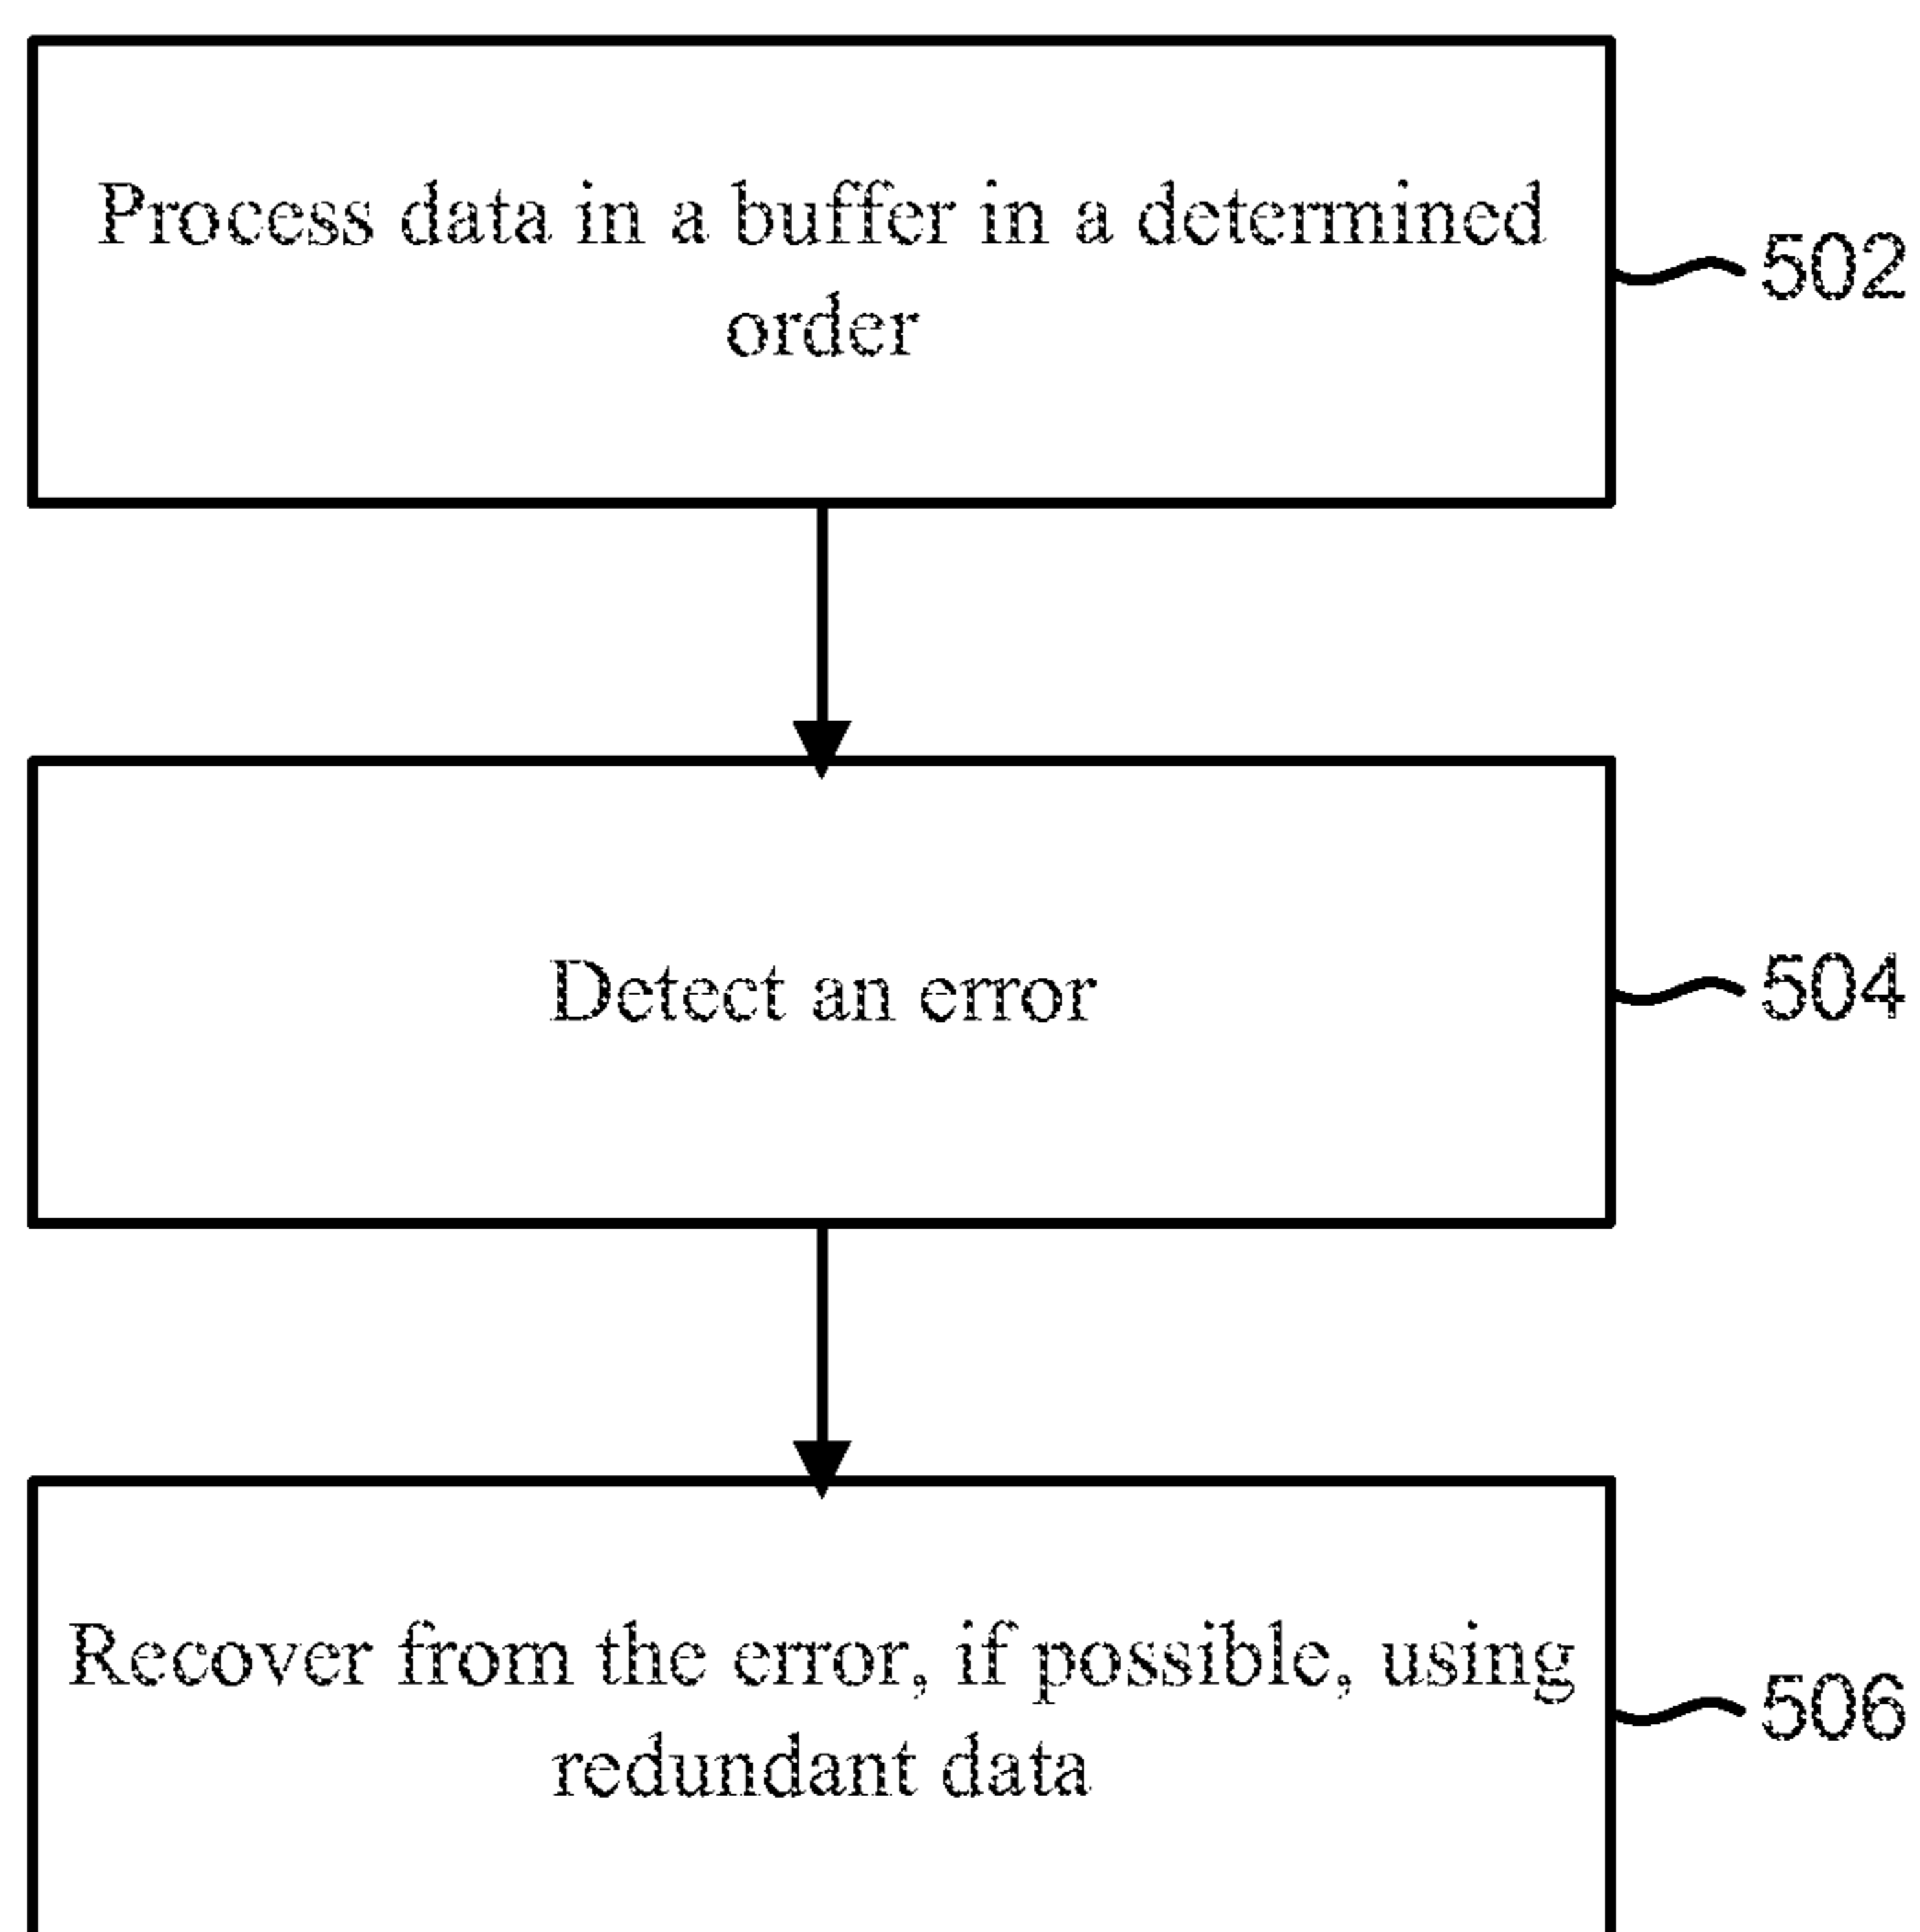 Process data in a buffer in a determined
order
502
Detect an error
504
Recover from the error, if possible, using
redundant data
506